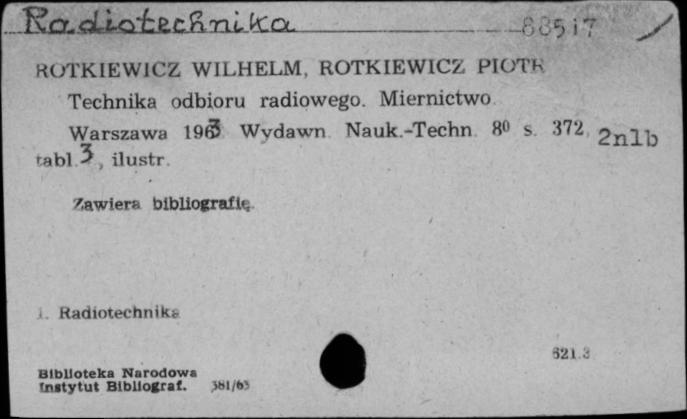 Radiotechnika 88517
ROTKIEWICZ WILHELM, ROTKIEWICZ PIOTR
Technika odbioru radiowego. Miernictwo.
Warszawa 1963 Wydawn. Nauk.-Techn. 8⁰ s. 372, 2nlb
tabl. 3, ilustr.
Zawiera bibliografię.
1. Radiotechnika
621.3
Biblioteka Narodowa
Instytut Bibliograf. 381/63